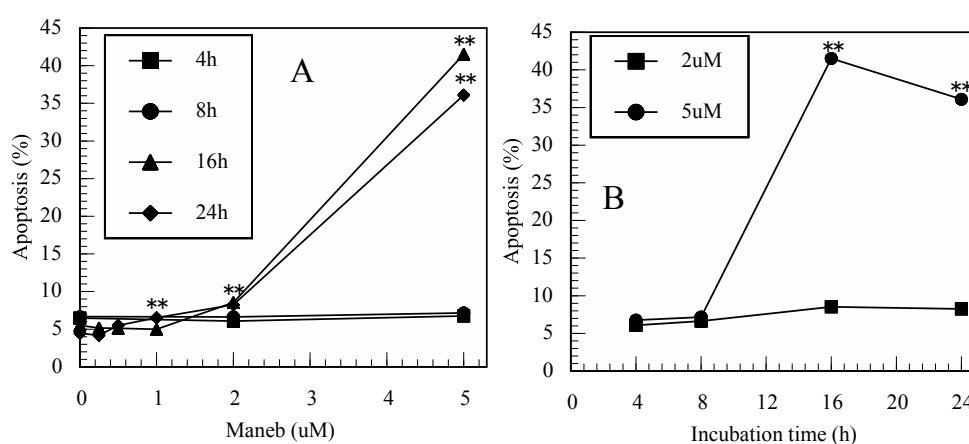 45
40
35
30
25
20
15
10
5
0
Apoptosis (%)
4h
8h
16h
24h
A
**
**
**
**
0 1 2 3 4 5
Maneb (uM)
45
40
35
30
25
20
15
10
5
0
Apoptosis (%)
2uM
5uM
B
**
**
0 4 8 12 16 20 24
Incubation time (h)